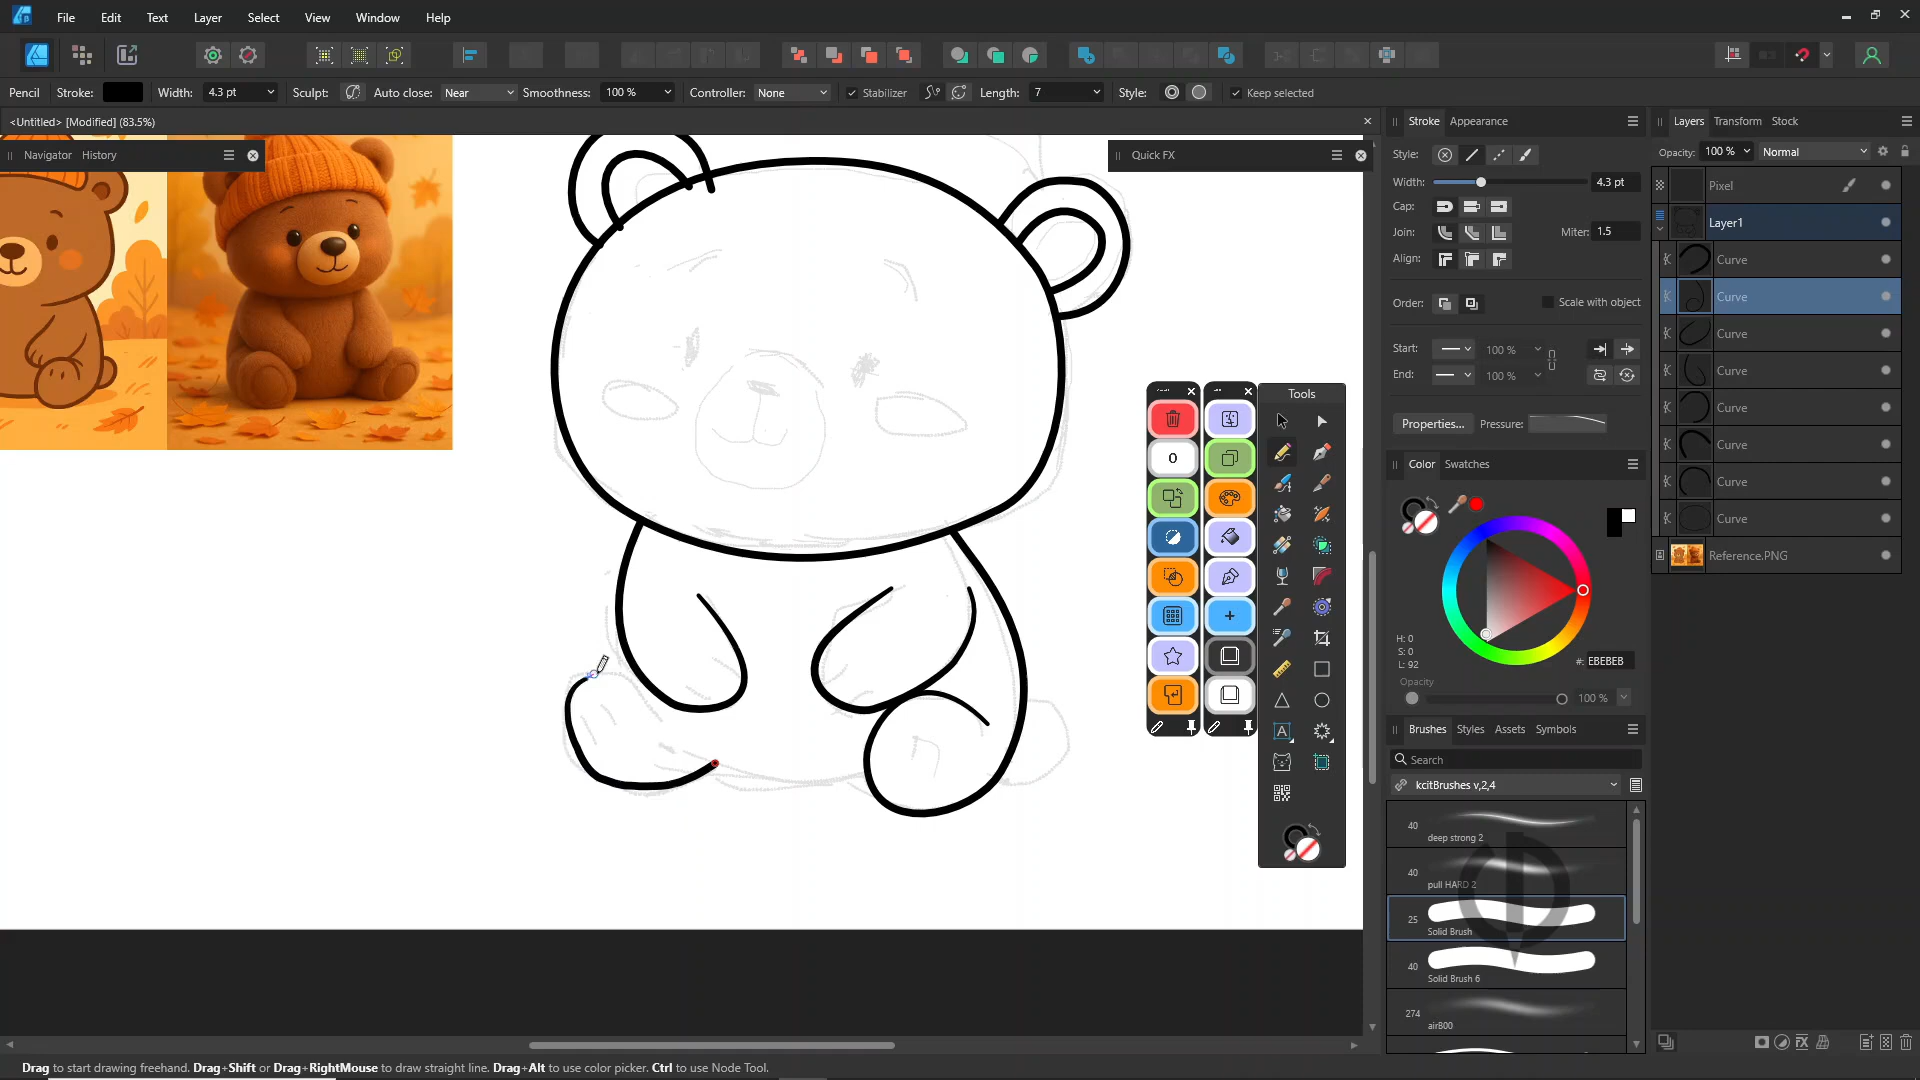 File Edit Text Layer Select View Window Help
Pencil Stroke: Width: 4.3 pt Sculpt: Auto close: Near Smoothness: 100 % Controller: None Stabilizer Length: 7 Style: Keep selected
<Untitled> [Modified] (83.5%)
Navigator History
Quick FX
Tools
0
Stroke Appearance
Style:
Width: 4.3 pt
Cap:
Join: Miter: 1.5
Align:
Order: Scale with object
Start: 100 %
End: 100 %
Properties... Pressure:
Color Swatches
H: 0
S: 0
L: 92
#: EBEBEB
Opacity
100 %
Brushes Styles Assets Symbols
Search
kcitBrushes v,2,4
40 deep strong 2
40 pull HARD 2
25 Solid Brush
40 Solid Brush 6
274 air800
Layers Transform Stock
Opacity: 100 % Normal
Pixel
Layer1
Curve
Curve
Curve
Curve
Curve
Curve
Curve
Curve
Reference.PNG
Drag to start drawing freehand. Drag+Shift or Drag+RightMouse to draw straight line. Drag+Alt to use color picker. Ctrl to use Node Tool.